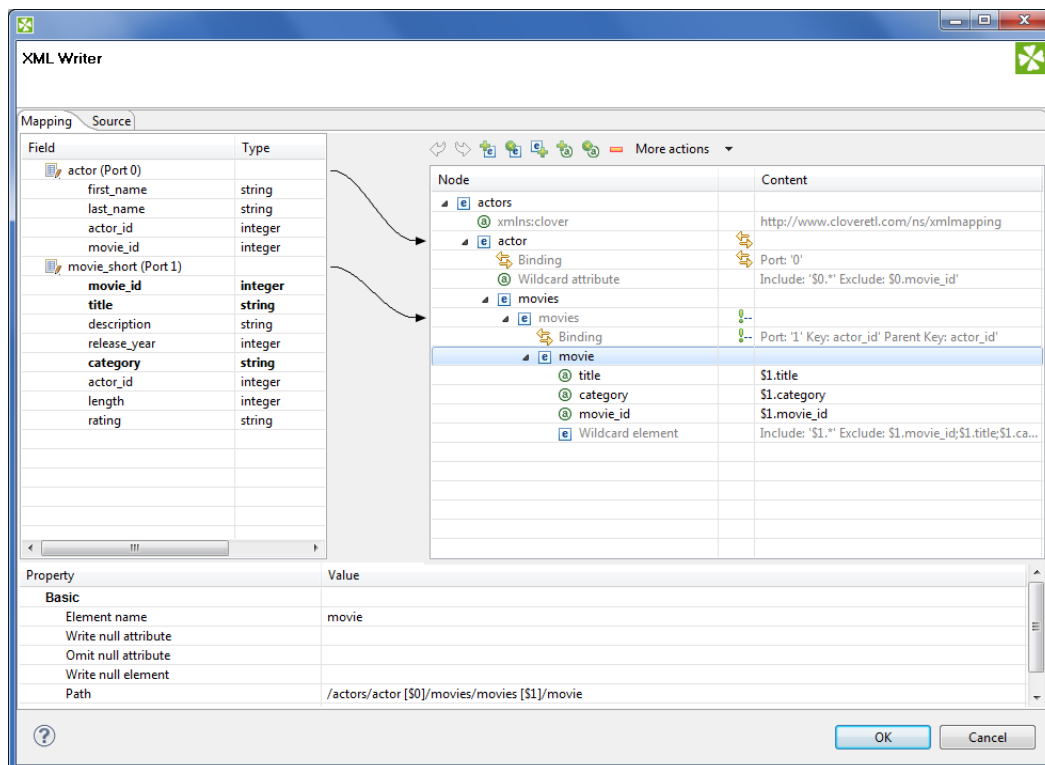 XML Writer
Mapping Source
Field Type
actor (Port 0)
first_name string
last_name string
actor_id integer
movie_id integer
movie_short (Port 1)
movie_id integer
title string
description string
release_year integer
category string
actor_id integer
length integer
rating string
More actions
Node Content
actors
xmlns:clover http://www.cloveretl.com/ns/xmlmapping
actor
Binding Port: '0'
Wildcard attribute Include: '$0.*' Exclude: $0.movie_id'
movies
movies
Binding Port: '1' Key: actor_id' Parent Key: actor_id'
movie
title $1.title
category $1.category
movie_id $1.movie_id
Wildcard element Include: '$1.*' Exclude: $1.movie_id;$1.title;$1.ca...
Property Value
Basic
Element name movie
Write null attribute
Omit null attribute
Write null element
Path /actors/actor [$0]/movies/movies [$1]/movie
OK Cancel